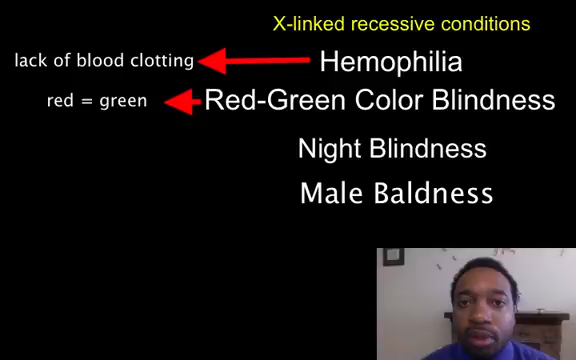 X-linked recessive conditions
lack of blood clotting Hemophilia
red = green Red-Green Color Blindness
Night Blindness
Male Baldness